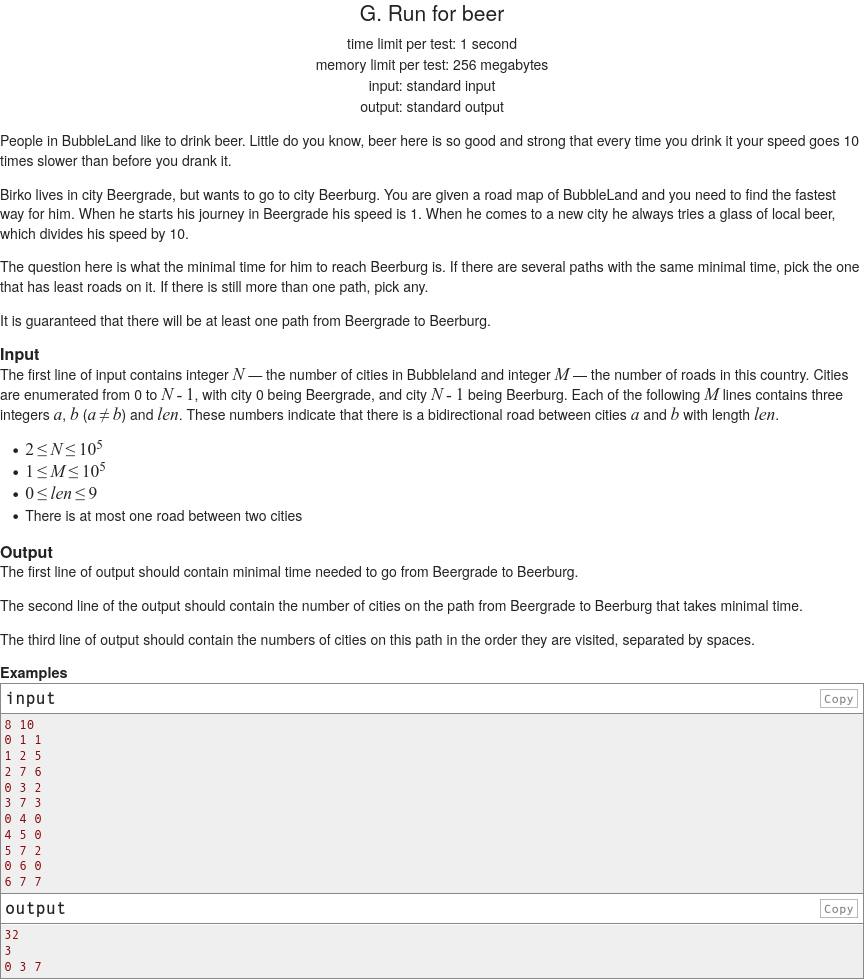 G. Run for beer
time limit per test: 1 second
memory limit per test: 256 megabytes
input: standard input
output: standard output
People in BubbleLand like to drink beer. Little do you know, beer here is so good and strong that every time you drink it your speed goes 10
times slower than before you drank it.
Birko lives in city Beergrade, but wants to go to city Beerburg. You are given a road map of BubbleLand and you need to find the fastest
way for him. When he starts his journey in Beergrade his speed is 1. When he comes to a new city he always tries a glass of local beer,
which divides his speed by 10.
The question here is what the minimal time for him to reach Beerburg is. If there are several paths with the same minimal time, pick the one
that has least roads on it. If there is still more than one path, pick any.
It is guaranteed that there will be at least one path from Beergrade to Beerburg.
Input
The first line of input contains integer N — the number of cities in Bubbleland and integer M — the number of roads in this country. Cities
are enumerated from 0 to N - 1, with city 0 being Beergrade, and city N - 1 being Beerburg. Each of the following M lines contains three
integers a, b (a ≠ b) and len. These numbers indicate that there is a bidirectional road between cities a and b with length len.
• 2 ≤ N ≤ 10⁵
• 1 ≤ M ≤ 10⁵
• 0 ≤ len ≤ 9
• There is at most one road between two cities
Output
The first line of output should contain minimal time needed to go from Beergrade to Beerburg.
The second line of the output should contain the number of cities on the path from Beergrade to Beerburg that takes minimal time.
The third line of output should contain the numbers of cities on this path in the order they are visited, separated by spaces.
Examples
input Copy
8 10
0 1 1
1 2 5
2 7 6
0 3 2
3 7 3
0 4 0
4 5 0
5 7 2
0 6 0
6 7 7
output Copy
32
3
0 3 7